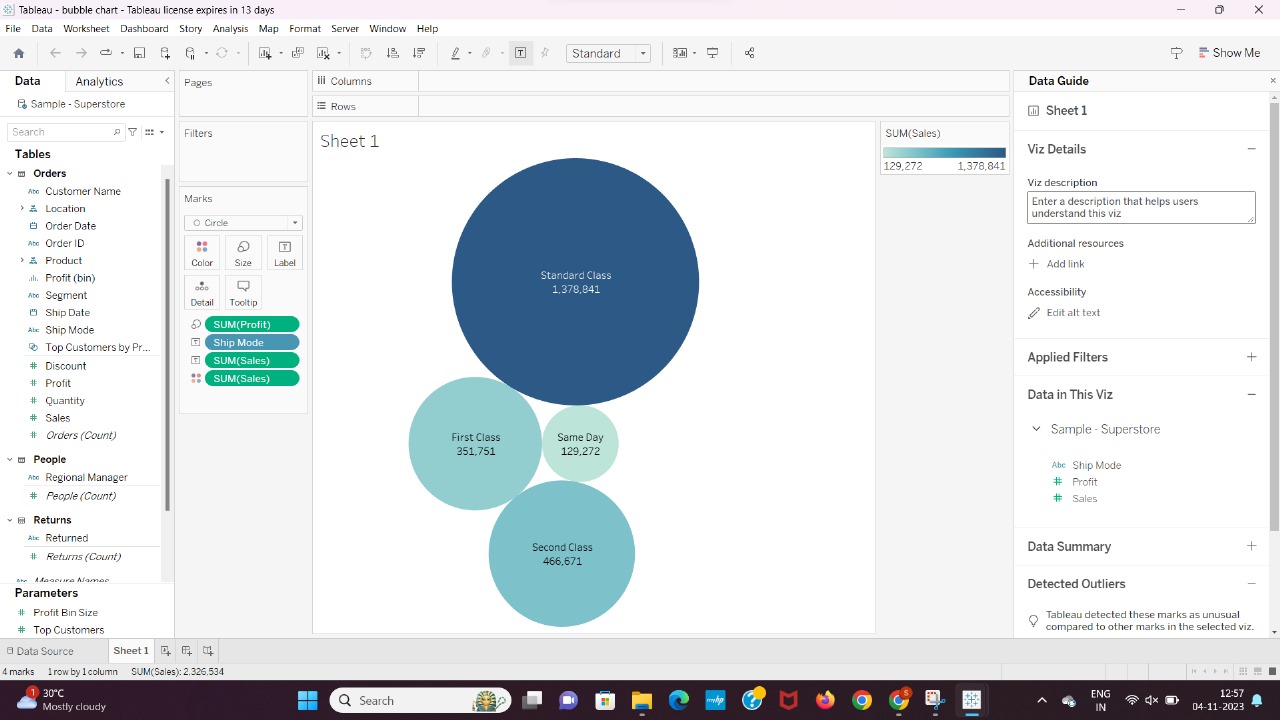 Tableau - bubble chart - Tableau license expires in 13 days
File Data Worksheet Dashboard Story Analysis Map Format Server Window Help
Standard
Show Me
Data Analytics
Sample - Superstore
Search
Tables
Orders
Abc Customer Name
Location
Order Date
Abc Order ID
Product
Profit (bin)
Abc Segment
Ship Date
Abc Ship Mode
Top Customers by Pr...
# Discount
# Profit
# Quantity
# Sales
# Orders (Count)
People
Abc Regional Manager
# People (Count)
Returns
Abc Returned
# Returns (Count)
Abc Measure Names
Parameters
# Profit Bin Size
# Top Customers
Pages
Filters
Marks
Circle
Color Size Label
Detail Tooltip
SUM(Profit)
Ship Mode
SUM(Sales)
SUM(Sales)
Columns
Rows
Sheet 1
Standard Class
1,378,841
First Class
351,751
Same Day
129,272
Second Class
466,671
SUM(Sales)
129,272 1,378,841
Data Guide
Sheet 1
Viz Details
Viz description
Enter a description that helps users
understand this viz
Additional resources
+ Add link
Accessibility
Edit alt text
Applied Filters
Data in This Viz
Sample - Superstore
Abc Ship Mode
# Profit
# Sales
Data Summary
Detected Outliers
Tableau detected these marks as unusual
compared to other marks in the selected viz.
Data Source Sheet 1
4 marks 1 row by 1 column SUM(Sales): 2,326,534
1
30°C
Mostly cloudy
Search
myhp
S
ENG
IN
12:57
04-11-2023